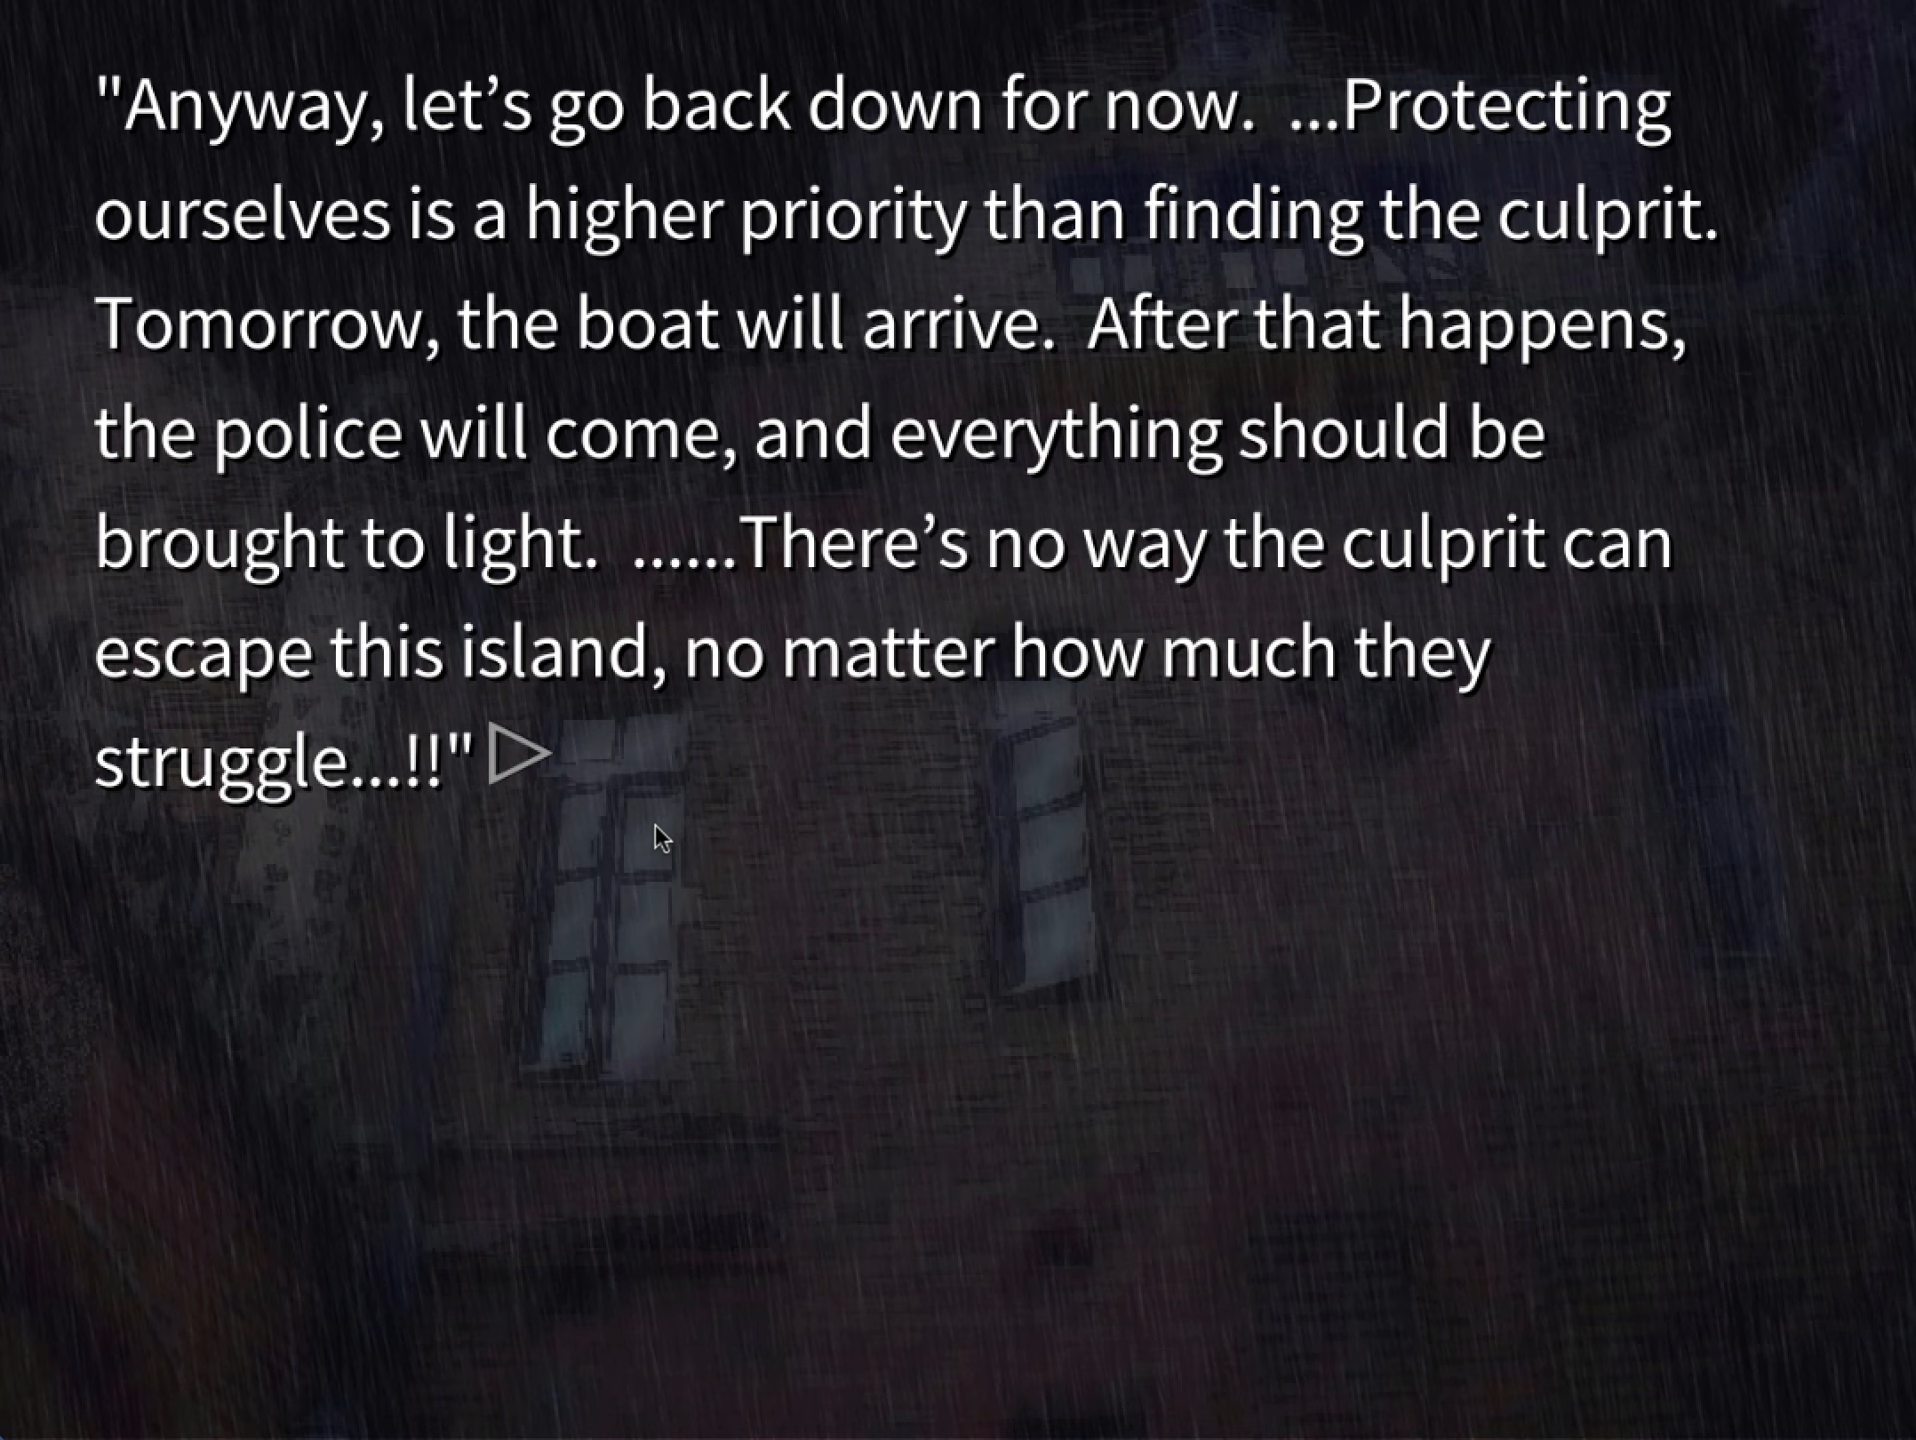 "Anyway, let’s go back down for now.  ...Protecting
ourselves is a higher priority than finding the culprit.
Tomorrow, the boat will arrive.  After that happens,
the police will come, and everything should be
brought to light.  ......There’s no way the culprit can
escape this island, no matter how much they
struggle...!!"